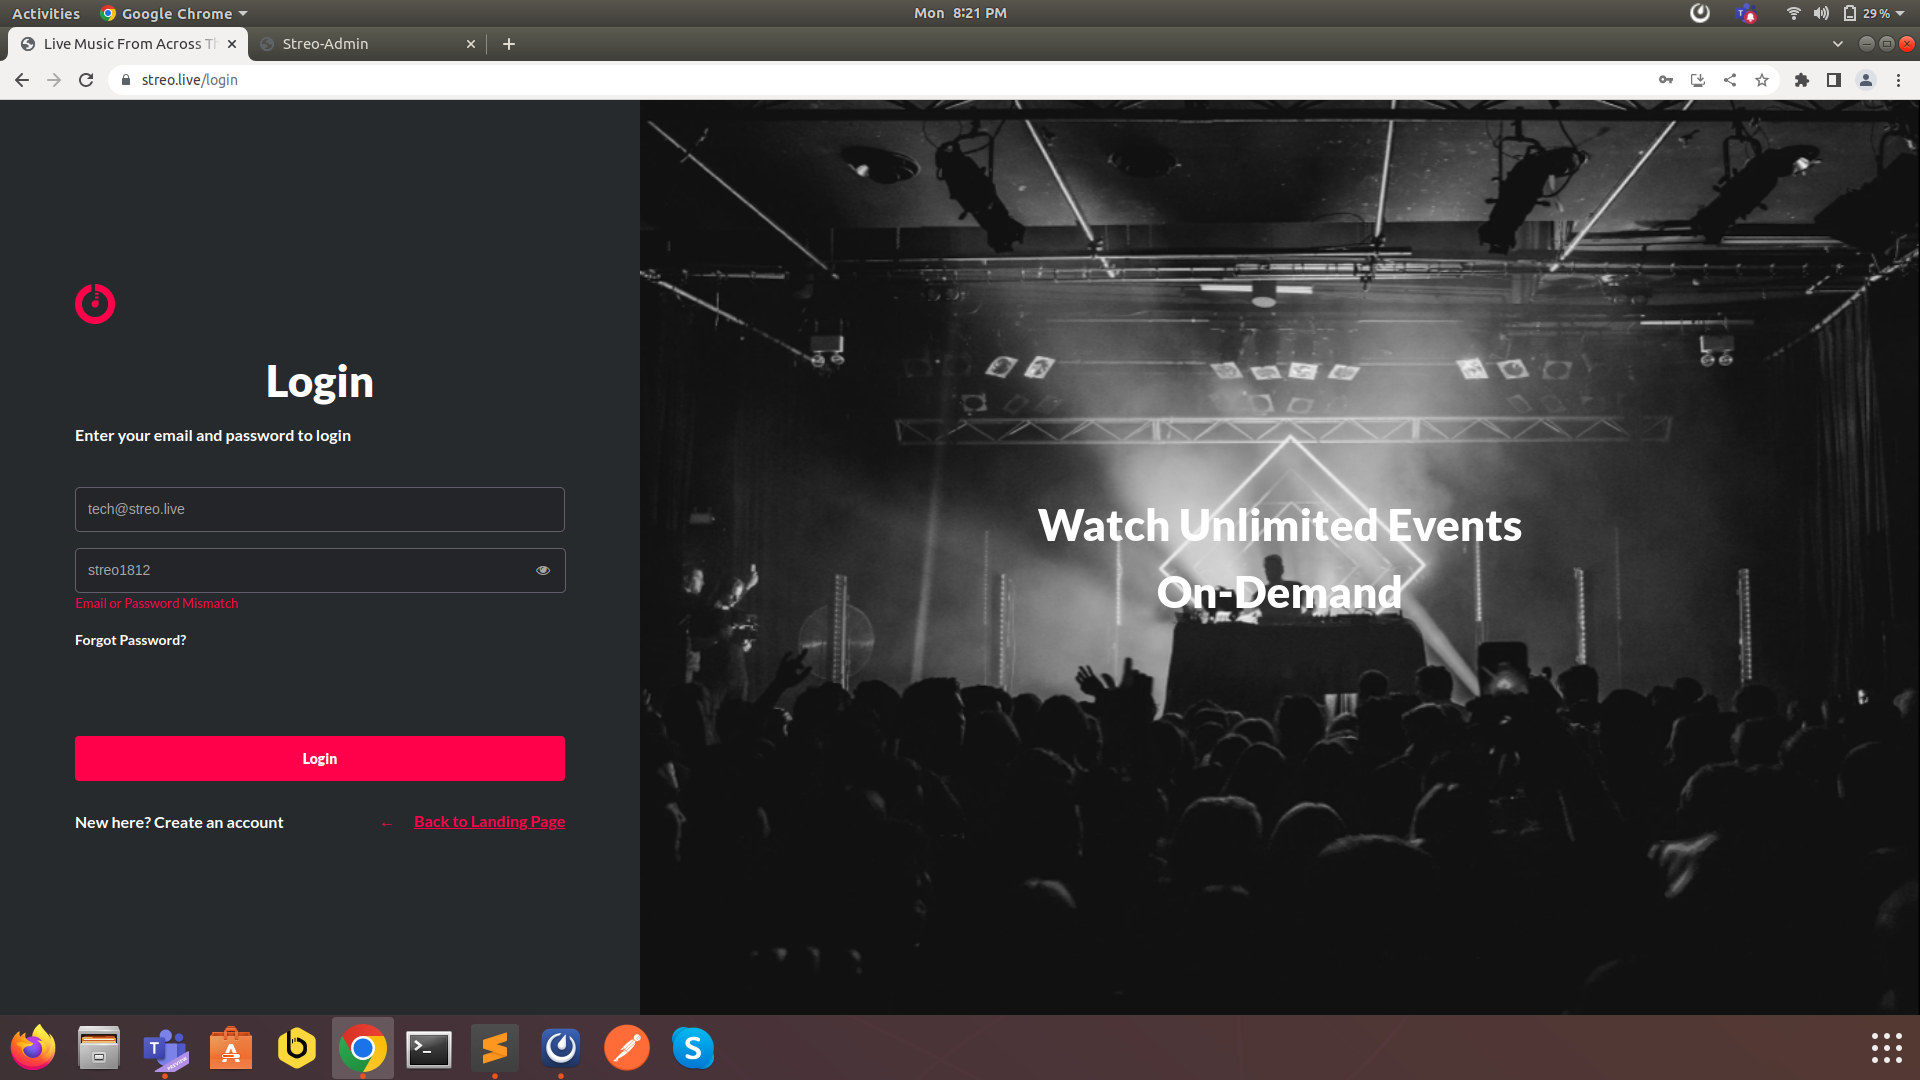 Activities
Google Chrome
Mon 8:21 PM
29 %
Live Music From Across Th
Streo-Admin
streo.live/login
Login
Enter your email and password to login
tech@streo.live
streo1812
Email or Password Mismatch
Forgot Password?
Login
New here? Create an account
← Back to Landing Page
Watch Unlimited Events
On-Demand
T
PREVIEW
A
b
>_
S